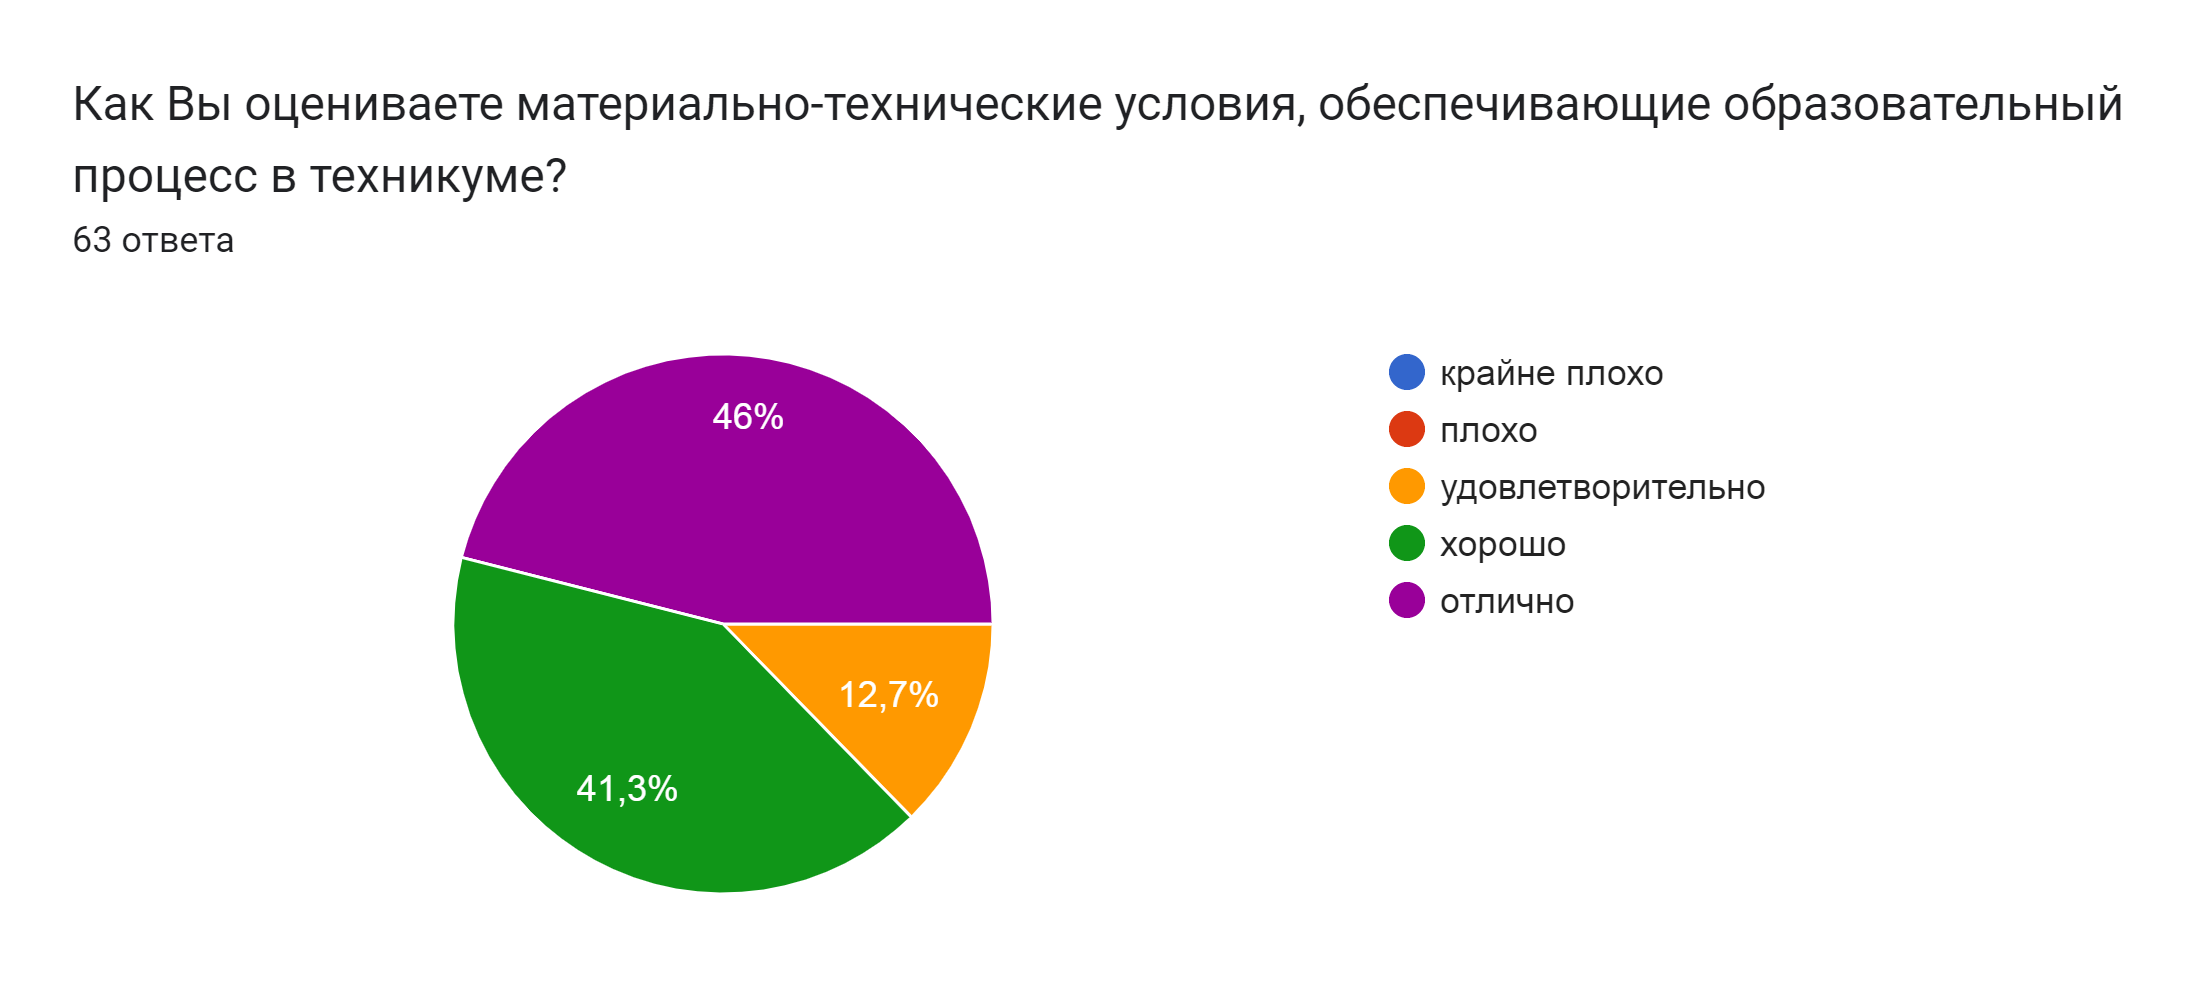 Как Вы оцениваете материально-технические условия, обеспечивающие образовательный
процесс в техникуме?
63 ответа
46%
12,7%
41,3%
крайне плохо
плохо
удовлетворительно
хорошо
отлично